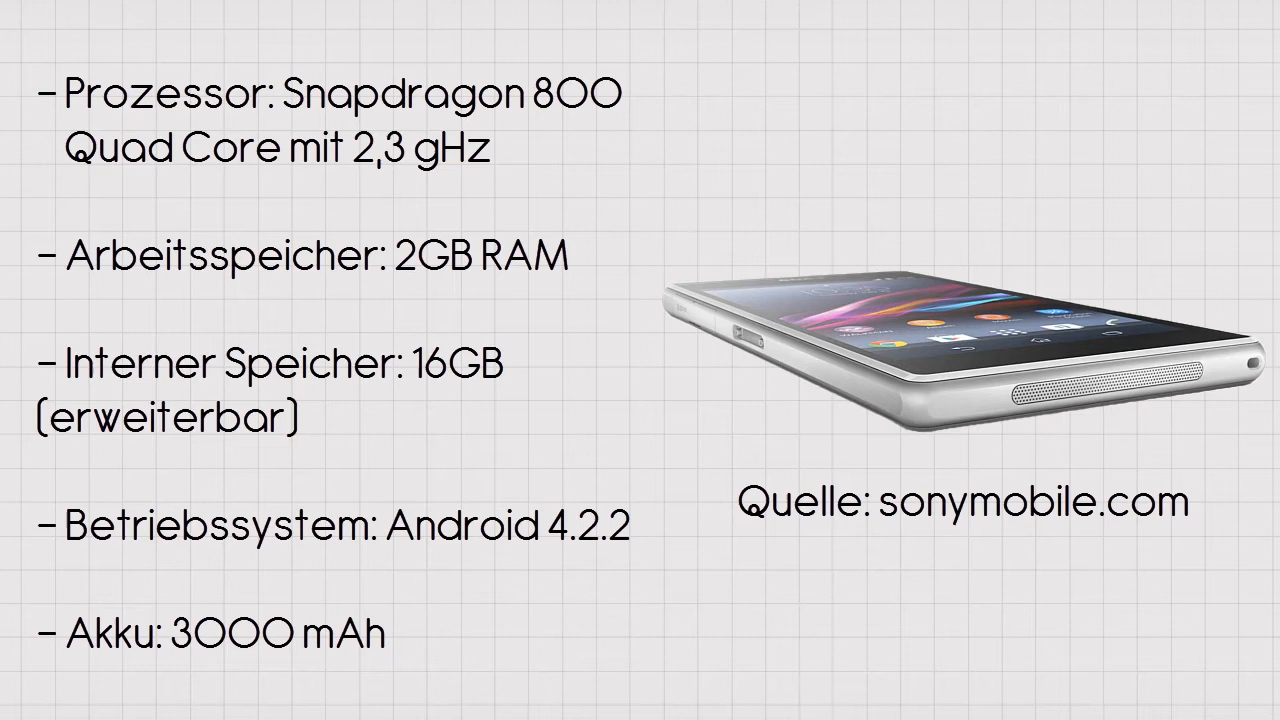 - Prozessor: Snapdragon 800
Quad Core mit 2,3 gHz
- Arbeitsspeicher: 2GB RAM
- Interner Speicher: 16GB
(erweiterbar)
- Betriebssystem: Android 4.2.2
- Akku: 3000 mAh
Quelle: sonymobile.com